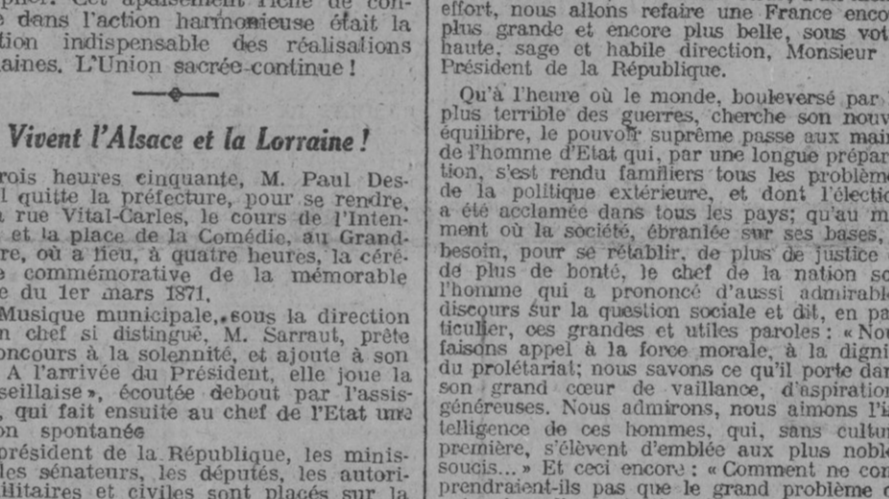 dans l'action harmonieuse était la
tion indispensable des réalisations
aines. L'Union sacrée continue !
Vivent l'Alsace et la Lorraine !
rois heures cinquante, M. Paul Des-
l quitte la préfecture, pour se rendre,
rue Vital-Carles, le cours de l'Inten-
et la place de la Comédie, au Grand-
re, où a lieu, à quatre heures, la céré-
e commémorative de la mémorable
e du 1er mars 1871.
Musique municipale, sous la direction
n chef si distingué, M. Sarraut, prête
oncours à la solennité, et ajoute à son
A l'arrivée du Président, elle joue la
seillaise », écoutée debout par l'assis-
, qui fait ensuite au chef de l'Etat une
on spontanée
président de la République, les minis-
les sénateurs, les députés, les autori-
ilitaires et civiles sont placés sur la
effort, nous allons refaire une France enco
plus grande et encore plus belle, sous vot
haute, sage et habile direction, Monsieur
Président de la République.
Qu'à l'heure où le monde, bouleversé par
plus terrible des guerres, cherche son nouv
équilibre, le pouvoir suprême passe aux mai
de l'homme d'Etat qui, par une longue prépar
tion, s'est rendu familiers tous les problème
de la politique extérieure, et dont l'électi
a été acclamée dans tous les pays; qu'au m
ment où la société, ébranlée sur ses bases,
besoin, pour se rétablir, de plus de justice
de plus de bonté, le chef de la nation so
l'homme qui a prononcé d'aussi admirabl
discours sur la question sociale et dit, en pa
ticulier, ces grandes et utiles paroles : « Nou
faisons appel à la force morale, à la digni
du prolétariat; nous savons ce qu'il porte dan
son grand cœur de vaillance, d'aspiration
généreuses. Nous admirons, nous aimons l'i
telligence de ces hommes, qui, sans cultur
première, s'élèvent d'emblée aux plus noble
soucis... » Et ceci encore : « Comment ne com
prendraient-ils pas que le grand problème